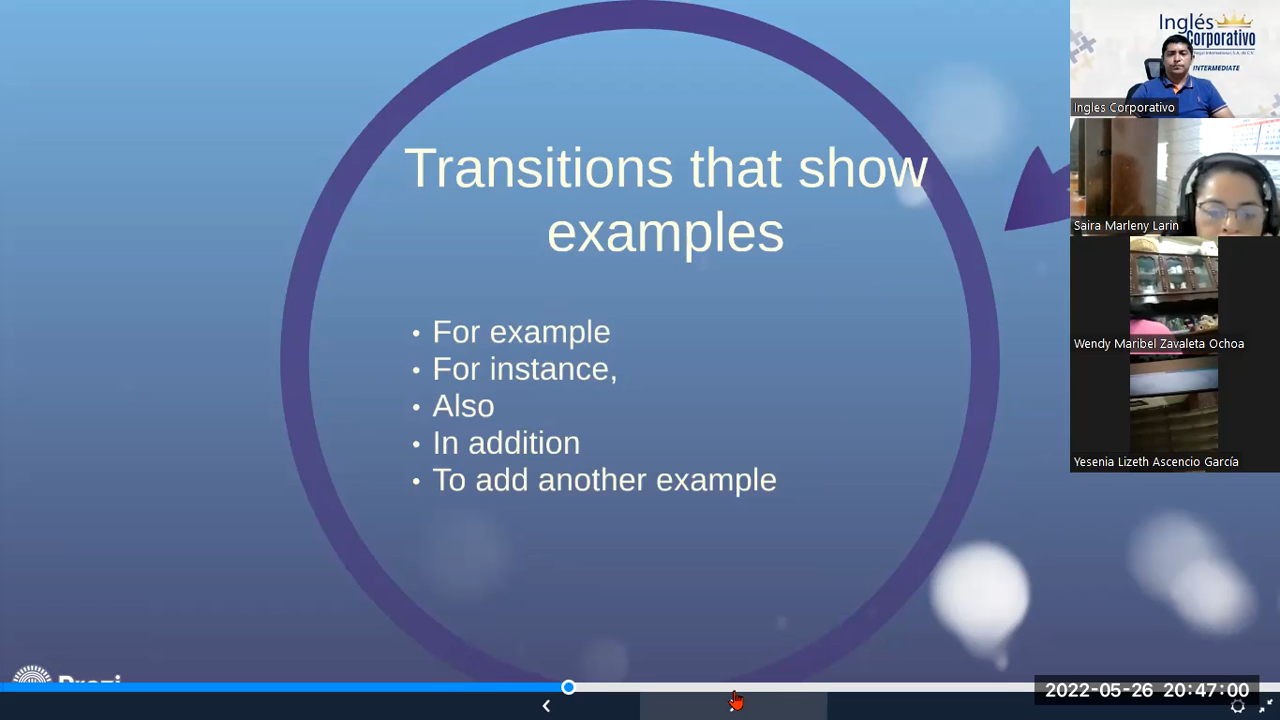 Transitions that show
examples
• For example
• For instance,
• Also
• In addition
• To add another example
Inglés
Corporativo
INTERMEDIATE
Ingles Corporativo
Saira Marleny Larin
Wendy Maribel Zavaleta Ochoa
Yesenia Lizeth Ascencio García
Prezi
2022-05-26 20:47:00